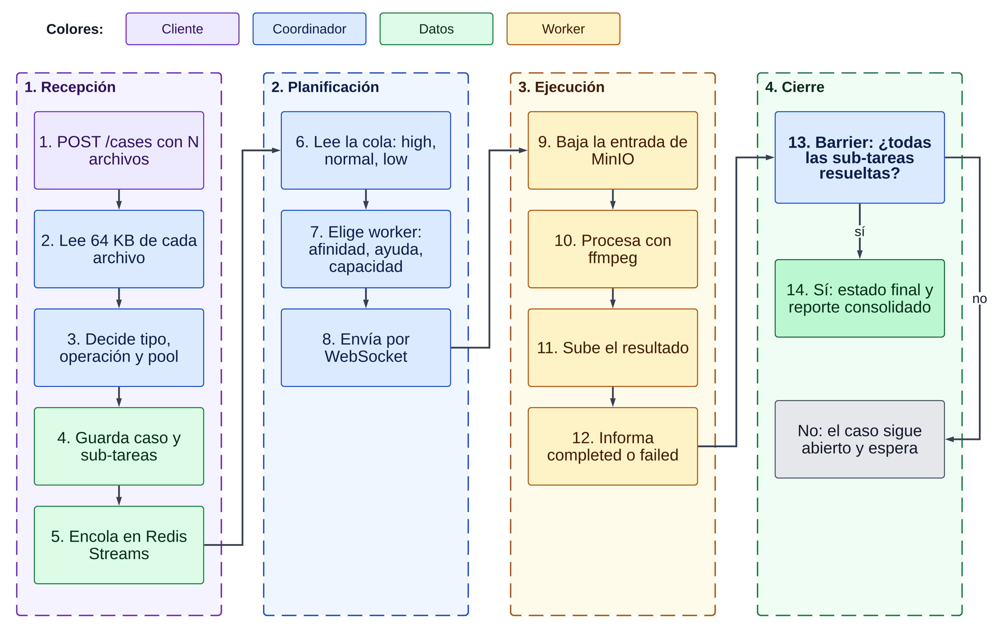 Colores:
Cliente
Coordinador
Datos
Worker
1. Recepción
1. POST /cases con N
archivos
2. Lee 64 KB de cada
archivo
3. Decide tipo,
operación y pool
4. Guarda caso y
sub-tareas
5. Encola en Redis
Streams
2. Planificación
6. Lee la cola: high,
normal, low
7. Elige worker:
afinidad, ayuda,
capacidad
8. Envía por
WebSocket
3. Ejecución
9. Baja la entrada de
MinIO
10. Procesa con
ffmpeg
11. Sube el resultado
12. Informa
completed o failed
4. Cierre
13. Barrier: ¿todas
las sub-tareas
resueltas?
sí
14. Sí: estado final y
reporte consolidado
no
No: el caso sigue
abierto y espera